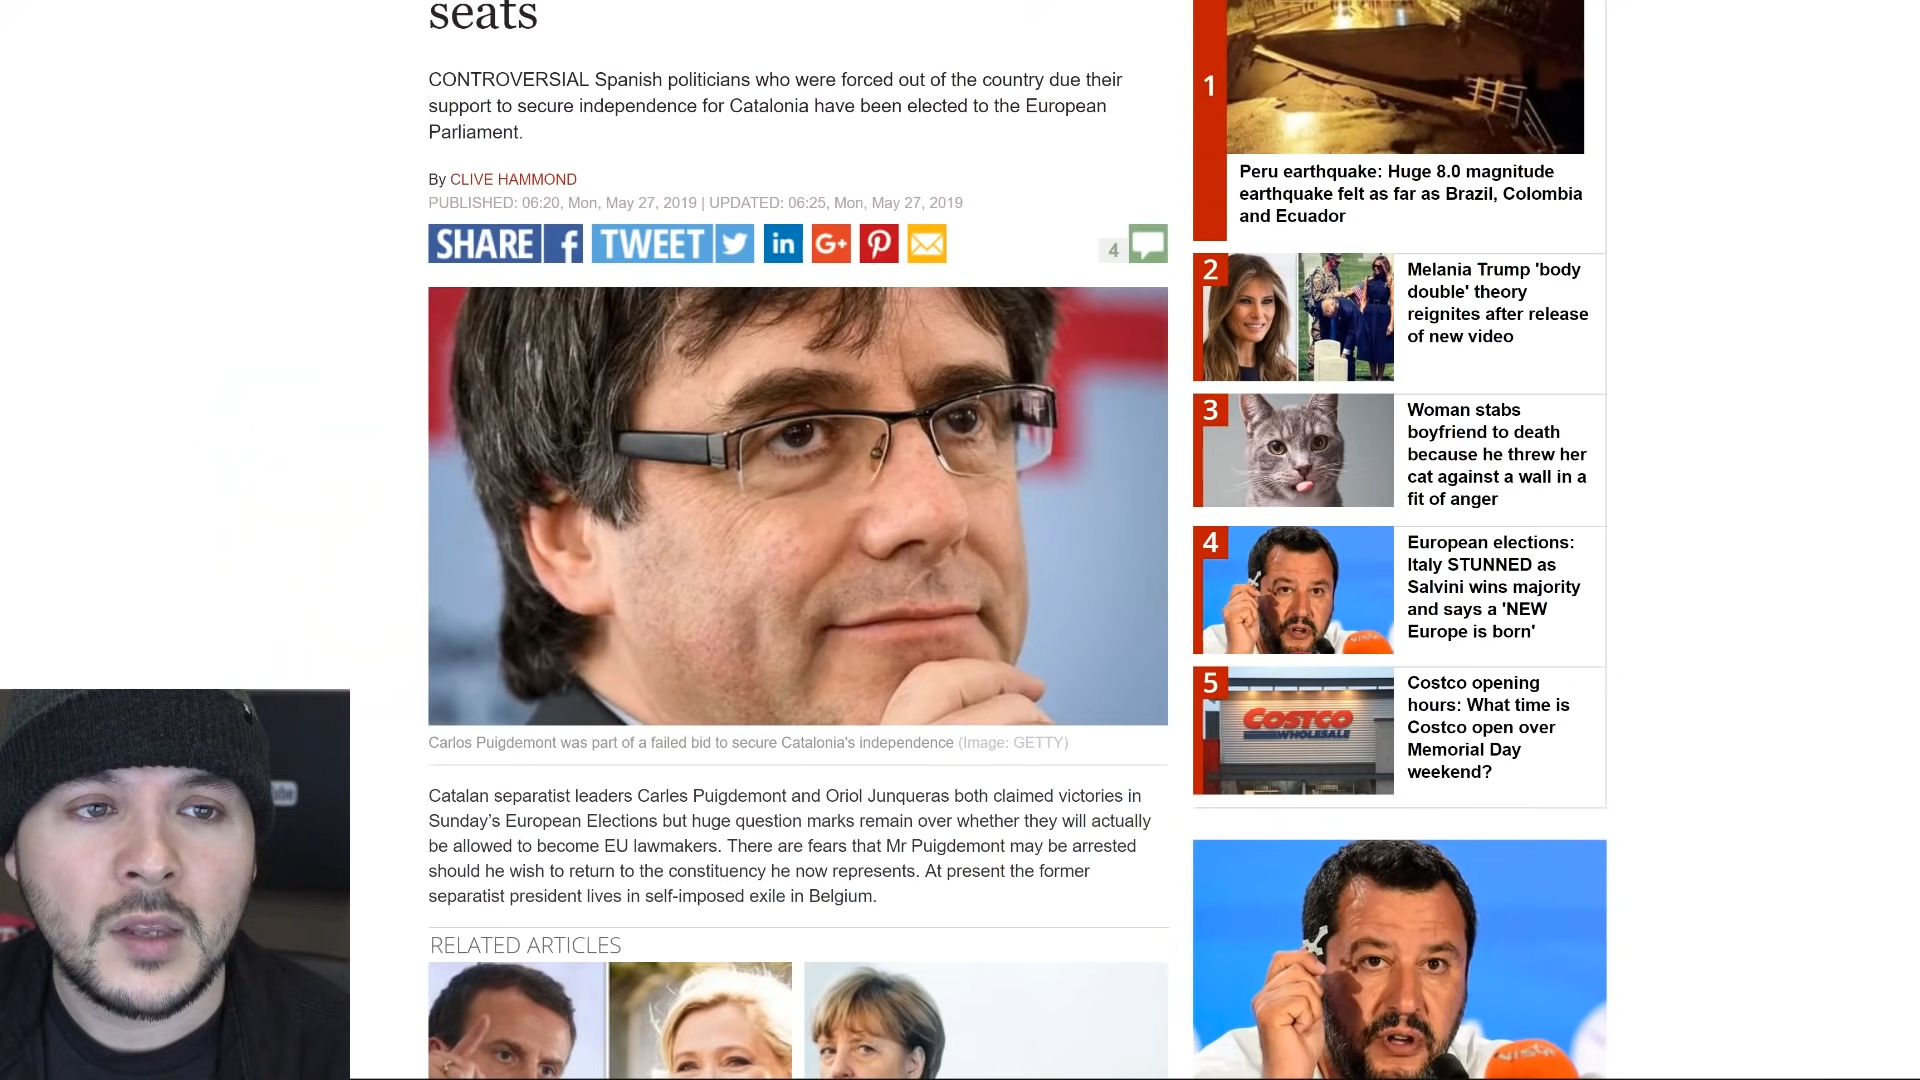 seats
CONTROVERSIAL Spanish politicians who were forced out of the country due their
support to secure independence for Catalonia have been elected to the European
Parliament.
By CLIVE HAMMOND
PUBLISHED: 06:20, Mon, May 27, 2019 | UPDATED: 06:25, Mon, May 27, 2019
SHARE f TWEET in G+ 4
Carlos Puigdemont was part of a failed bid to secure Catalonia's independence (Image: GETTY)
Catalan separatist leaders Carles Puigdemont and Oriol Junqueras both claimed victories in
Sunday's European Elections but huge question marks remain over whether they will actually
be allowed to become EU lawmakers. There are fears that Mr Puigdemont may be arrested
should he wish to return to the constituency he now represents. At present the former
separatist president lives in self-imposed exile in Belgium.
RELATED ARTICLES
1
Peru earthquake: Huge 8.0 magnitude
earthquake felt as far as Brazil, Colombia
and Ecuador
2
Melania Trump 'body
double' theory
reignites after release
of new video
3
Woman stabs
boyfriend to death
because he threw her
cat against a wall in a
fit of anger
4
European elections:
Italy STUNNED as
Salvini wins majority
and says a 'NEW
Europe is born'
5
Costco opening
hours: What time is
Costco open over
Memorial Day
weekend?
COSTCO
WHOLESALE